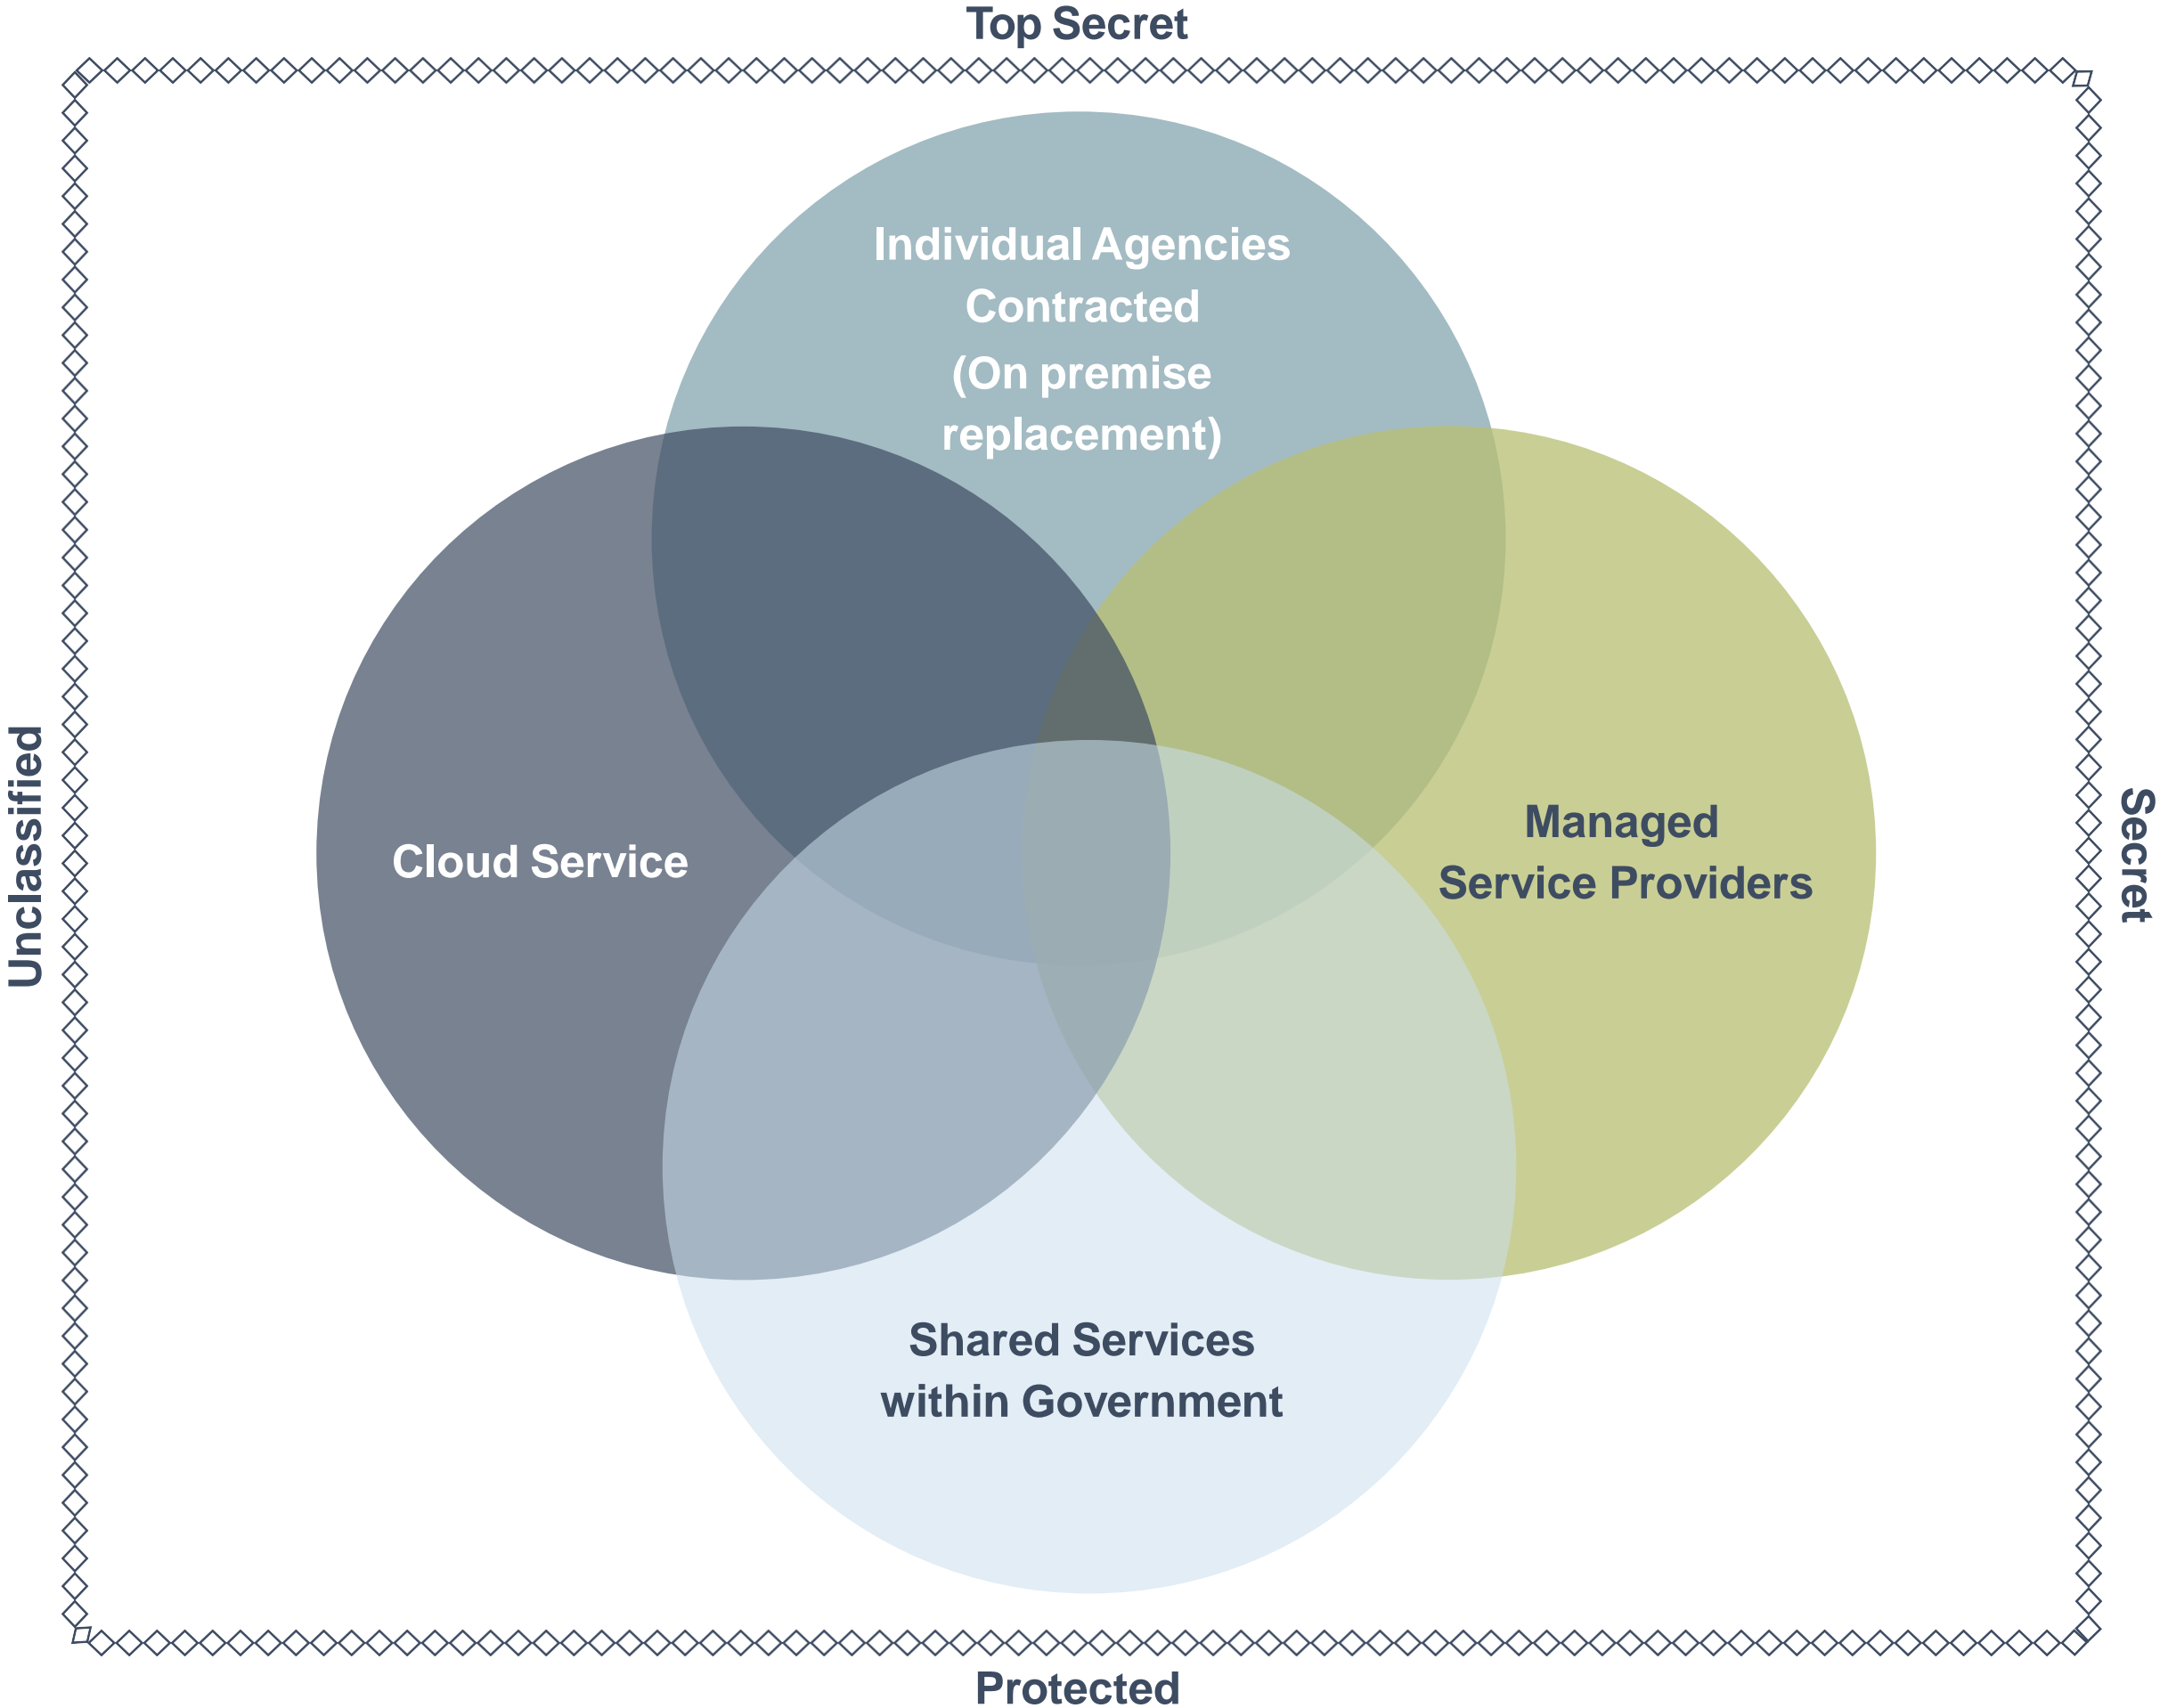 Top Secret
Individual Agencies
Contracted
(On premise
replacement)
Unclassified
Cloud Service
Managed
Service Providers
Secret
Shared Services
within Government
Protected